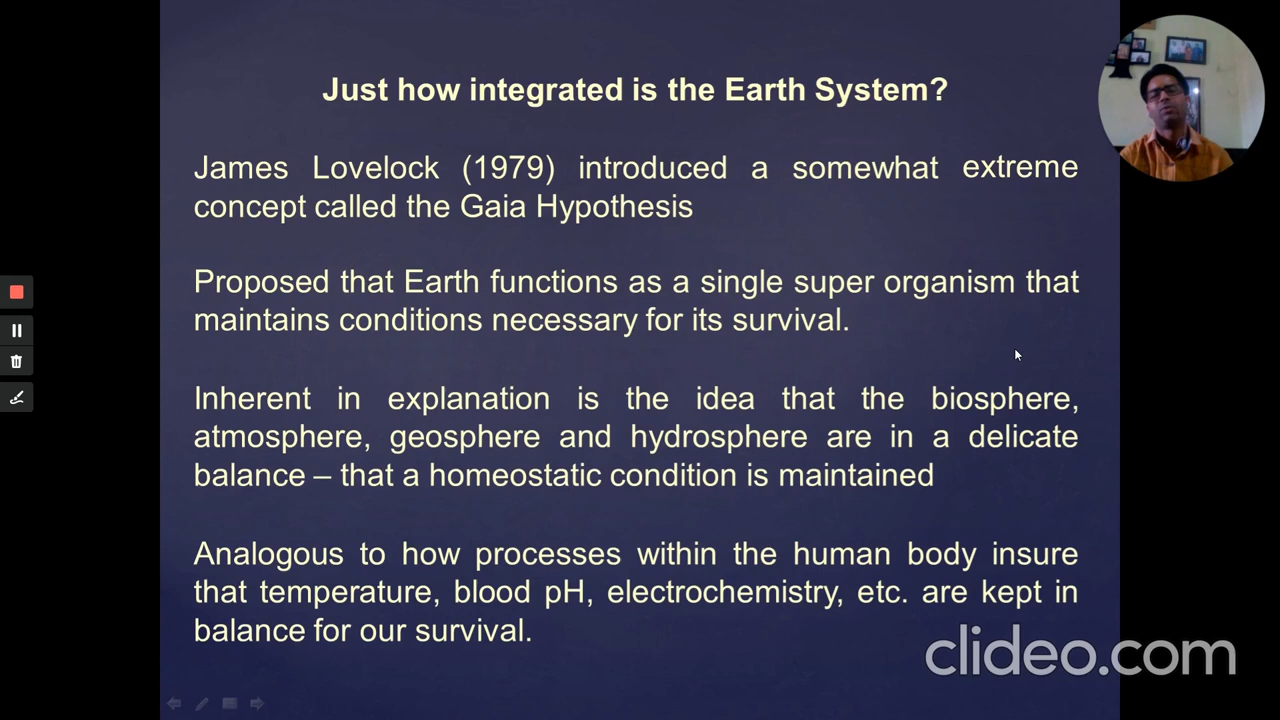 Just how integrated is the Earth System?
James Lovelock (1979) introduced a somewhat extreme
concept called the Gaia Hypothesis
Proposed that Earth functions as a single super organism that
maintains conditions necessary for its survival.
Inherent in explanation is the idea that the biosphere,
atmosphere, geosphere and hydrosphere are in a delicate
balance – that a homeostatic condition is maintained
Analogous to how processes within the human body insure
that temperature, blood pH, electrochemistry, etc. are kept in
balance for our survival.
clideo.com